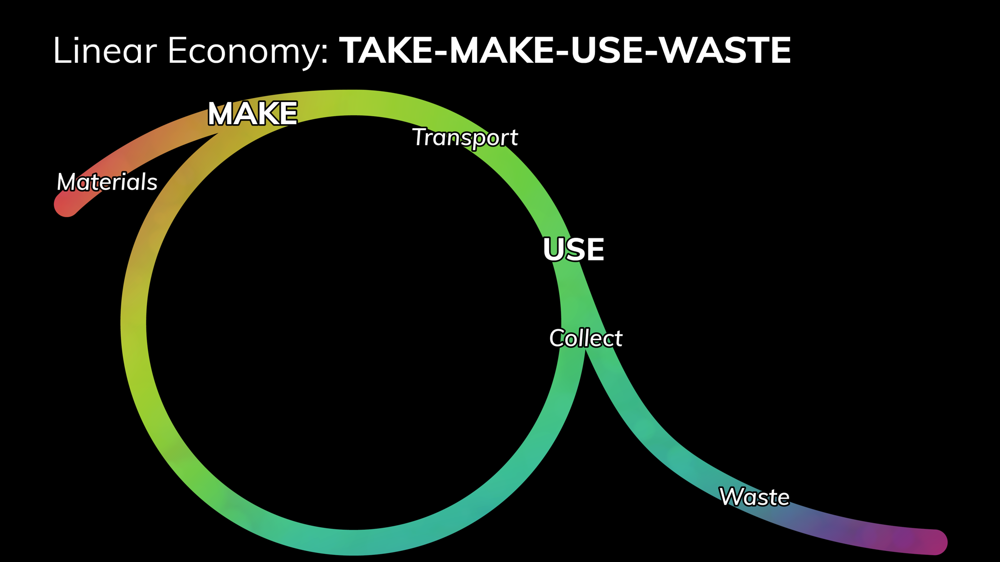 Linear Economy: TAKE-MAKE-USE-WASTE
MAKE
Transport
Materials
USE
Collect
Waste